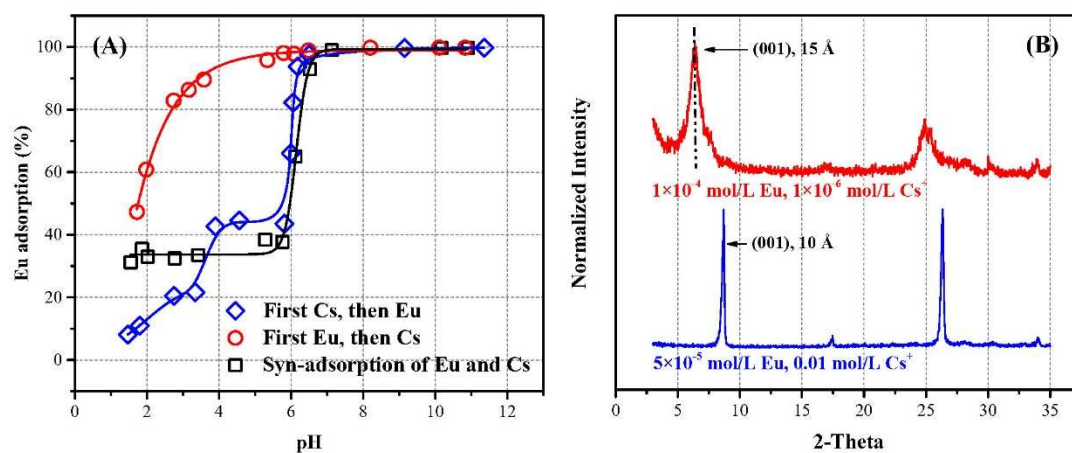 (A)
Eu adsorption (%)
100
80
60
40
20
0
First Cs, then Eu
First Eu, then Cs
Syn-adsorption of Eu and Cs
0 2 4 6 8 10 12
pH
(B)
Normalized Intensity
(001), 15 Å
1×10⁻⁴ mol/L Eu, 1×10⁻⁶ mol/L Cs⁺
(001), 10 Å
5×10⁻⁵ mol/L Eu, 0.01 mol/L Cs⁺
0 5 10 15 20 25 30 35
2-Theta